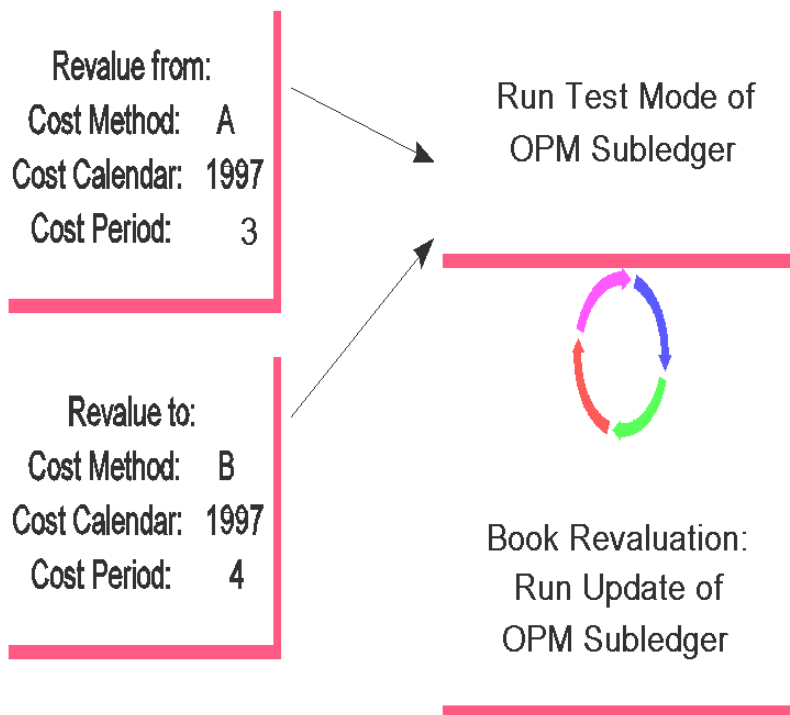 Revalue from:
Cost Method: A
Cost Calendar: 1997
Cost Period: 3
Revalue to:
Cost Method: B
Cost Calendar: 1997
Cost Period: 4
Run Test Mode of
OPM Subledger
Book Revaluation:
Run Update of
OPM Subledger